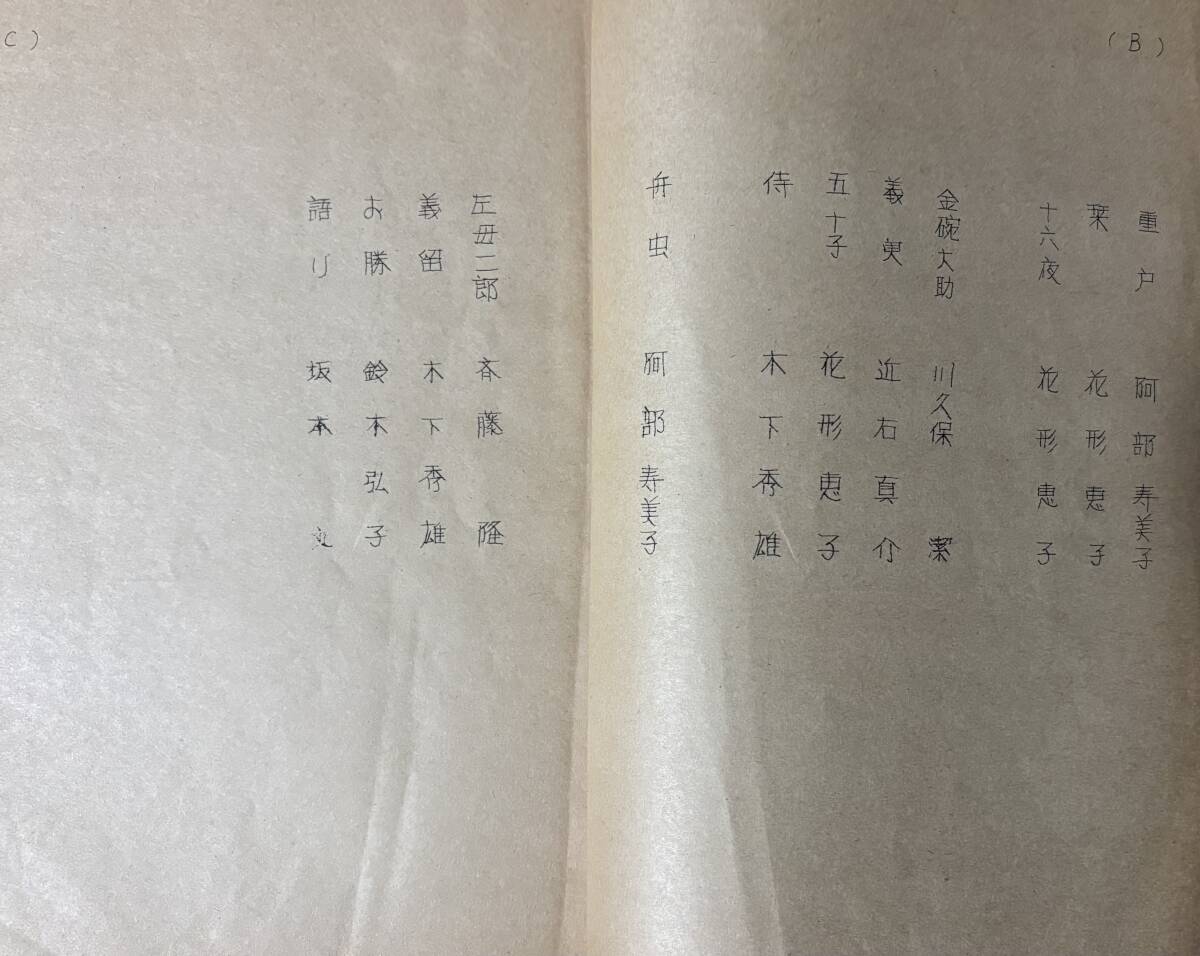 (B)
重戸 阿部寿美子
栞 花形恵子
十六夜 花形恵子
金碗大助 川久保 潔
義実 近石真介
五十子 花形恵子
侍 木下秀雄
舟虫 阿部寿美子
C)
左母二郎 斉藤 隆
義留 木下秀雄
お勝 鈴木弘子
語り 坂本